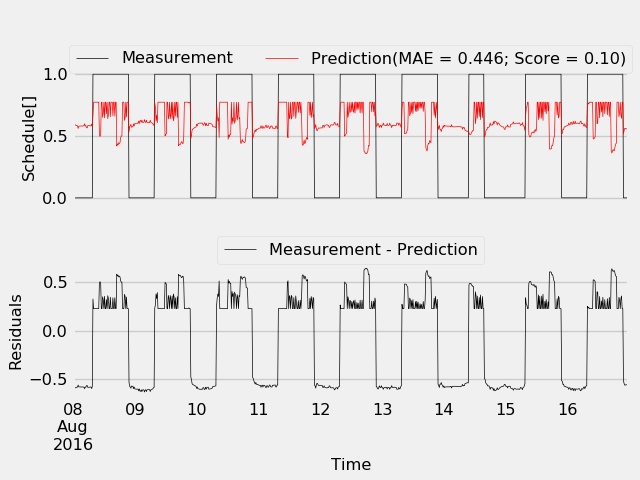 Measurement
Prediction(MAE = 0.446; Score = 0.10)
1.0
0.5
0.0
Schedule[]
Measurement - Prediction
0.5
0.0
−0.5
Residuals
08 09 10 11 12 13 14 15 16
Aug
2016
Time